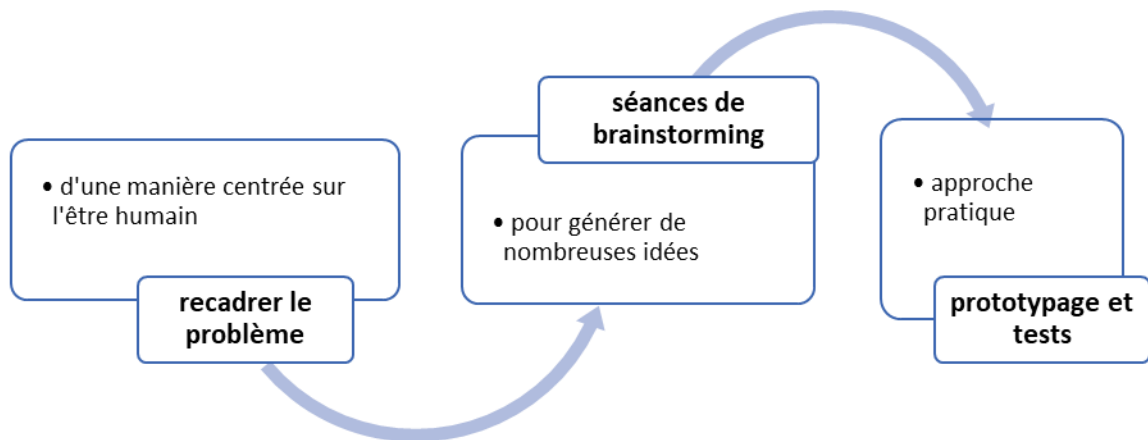 • d'une manière centrée sur
l'être humain
recadrer le
problème
séances de
brainstorming
• pour générer de
nombreuses idées
• approche
pratique
prototypage et
tests